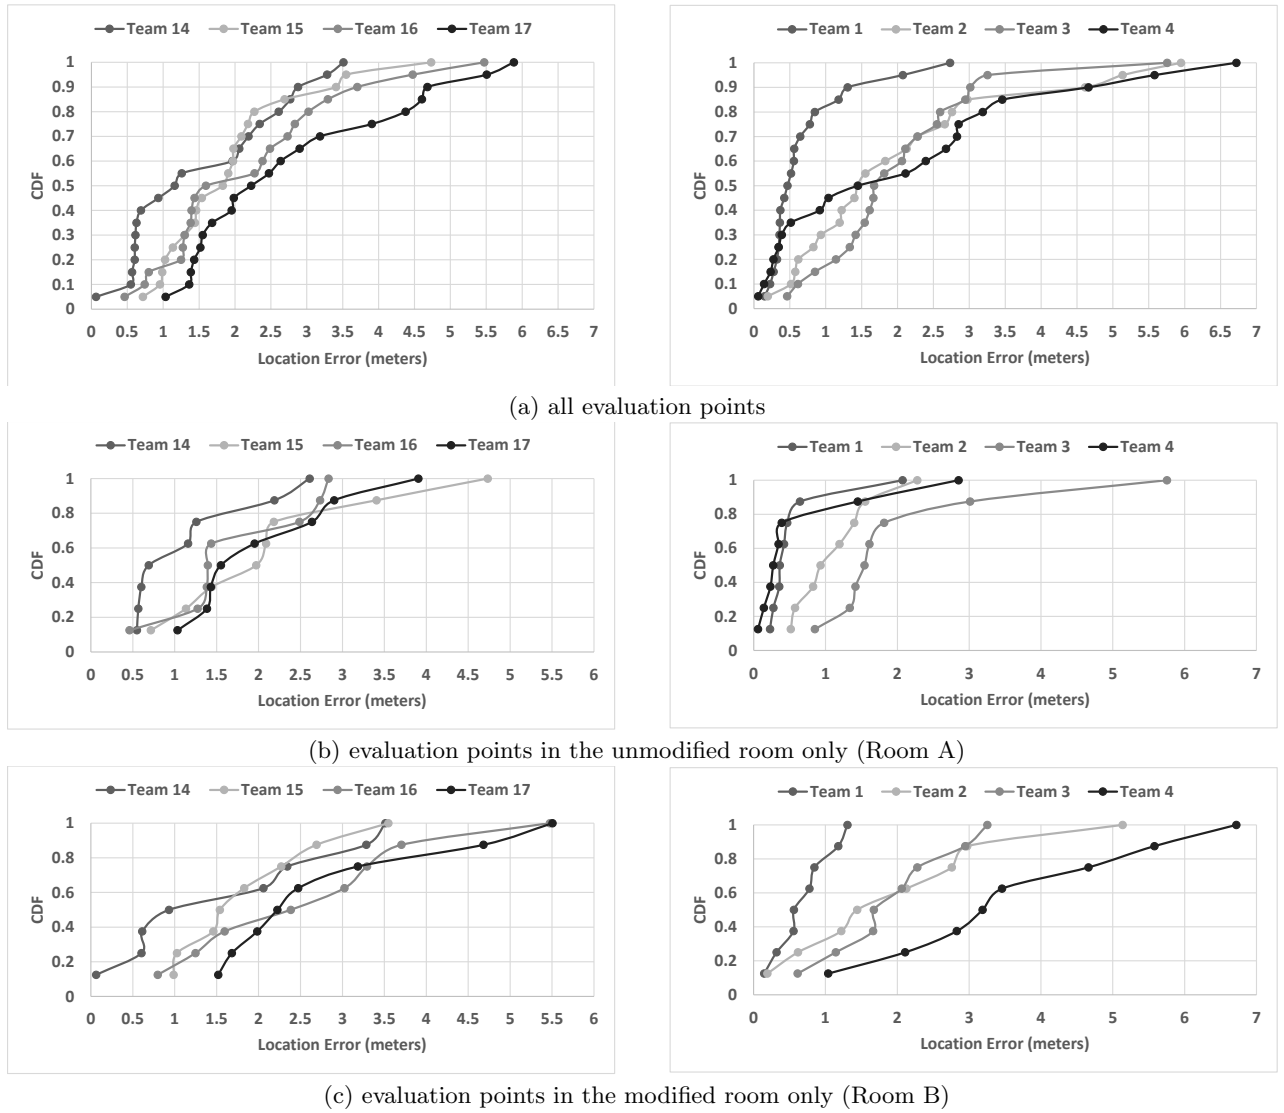 Team 14 Team 15 Team 16 Team 17
1
0.9
0.8
0.7
0.6
0.5
0.4
0.3
0.2
0.1
0
CDF
0 0.5 1 1.5 2 2.5 3 3.5 4 4.5 5 5.5 6 6.5 7
Location Error (meters)
Team 1 Team 2 Team 3 Team 4
1
0.9
0.8
0.7
0.6
0.5
0.4
0.3
0.2
0.1
0
CDF
0 0.5 1 1.5 2 2.5 3 3.5 4 4.5 5 5.5 6 6.5 7
Location Error (meters)
(a) all evaluation points
Team 14 Team 15 Team 16 Team 17
1
0.8
0.6
0.4
0.2
0
CDF
0 0.5 1 1.5 2 2.5 3 3.5 4 4.5 5 5.5 6
Location Error (meters)
Team 1 Team 2 Team 3 Team 4
1
0.8
0.6
0.4
0.2
0
CDF
0 1 2 3 4 5 6 7
Location Error (meters)
(b) evaluation points in the unmodified room only (Room A)
Team 14 Team 15 Team 16 Team 17
1
0.8
0.6
0.4
0.2
0
CDF
0 0.5 1 1.5 2 2.5 3 3.5 4 4.5 5 5.5 6
Location Error (meters)
Team 1 Team 2 Team 3 Team 4
1
0.8
0.6
0.4
0.2
0
CDF
0 1 2 3 4 5 6 7
Location Error (meters)
(c) evaluation points in the modified room only (Room B)